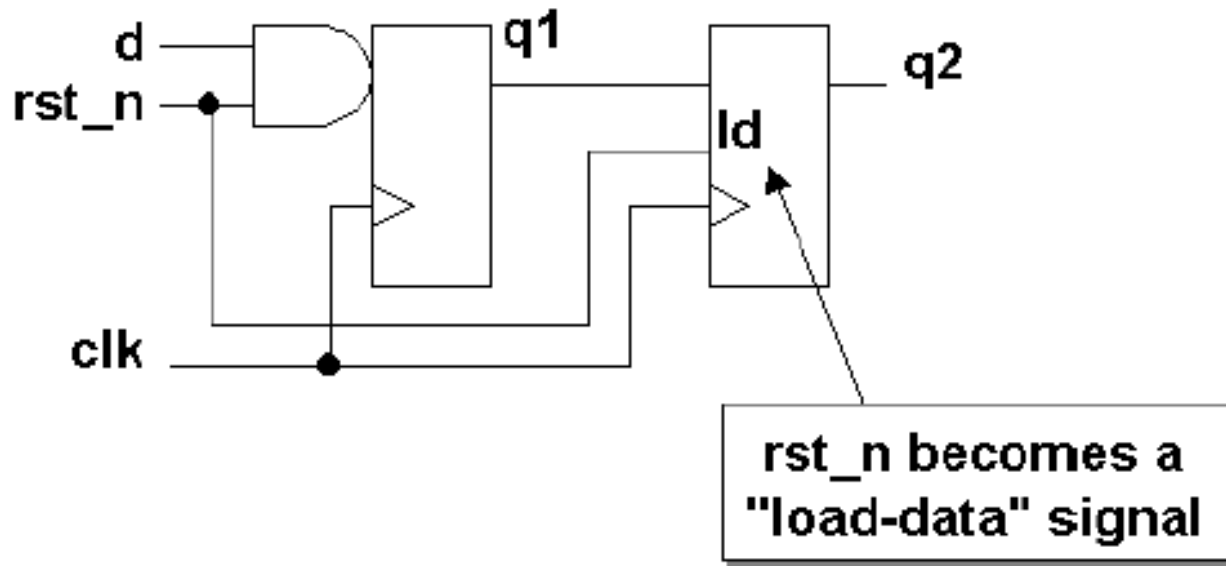 d
rst_n
q1
q2
ld
clk
rst_n becomes a
"load-data" signal